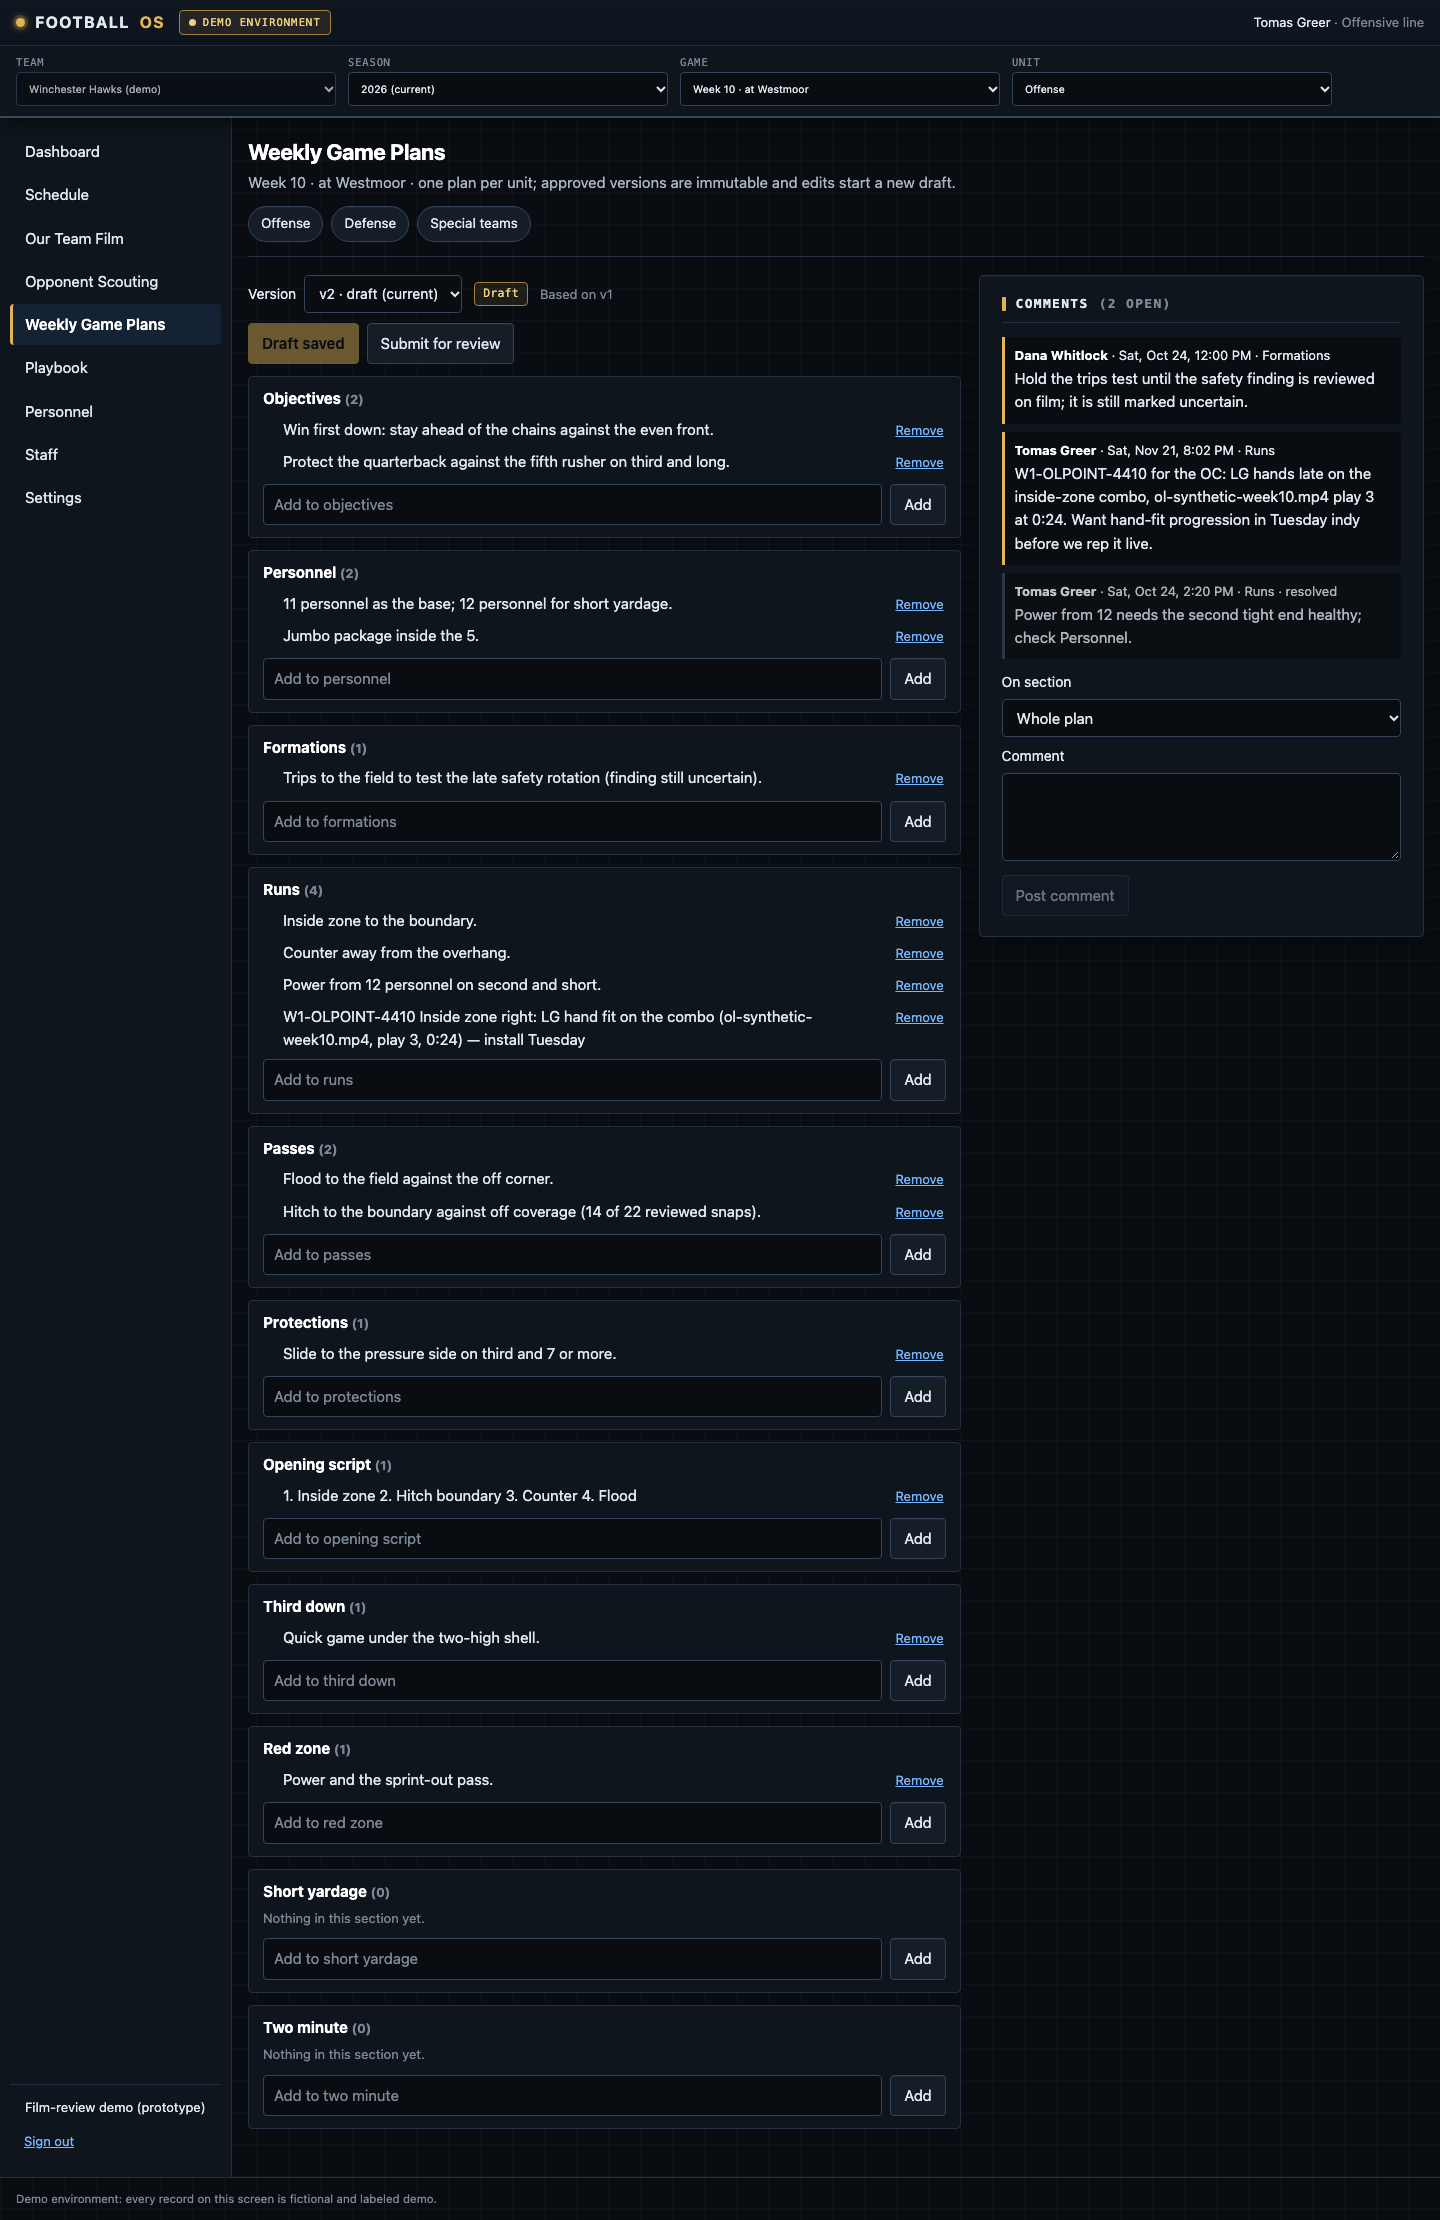 FOOTBALL OS
DEMO ENVIRONMENT
Tomas Greer · Offensive line
TEAM
Winchester Hawks (demo)
SEASON
2026 (current)
GAME
Week 10 · at Westmoor
UNIT
Offense
Dashboard
Schedule
Our Team Film
Opponent Scouting
Weekly Game Plans
Playbook
Personnel
Staff
Settings
Film-review demo (prototype)
Sign out
Weekly Game Plans
Week 10 · at Westmoor · one plan per unit; approved versions are immutable and edits start a new draft.
Offense
Defense
Special teams
Version
v2 · draft (current)
Draft
Based on v1
Draft saved
Submit for review
Objectives (2)
Win first down: stay ahead of the chains against the even front.
Remove
Protect the quarterback against the fifth rusher on third and long.
Remove
Add to objectives
Add
Personnel (2)
11 personnel as the base; 12 personnel for short yardage.
Remove
Jumbo package inside the 5.
Remove
Add to personnel
Add
Formations (1)
Trips to the field to test the late safety rotation (finding still uncertain).
Remove
Add to formations
Add
Runs (4)
Inside zone to the boundary.
Remove
Counter away from the overhang.
Remove
Power from 12 personnel on second and short.
Remove
W1-OLPOINT-4410 Inside zone right: LG hand fit on the combo (ol-synthetic-
week10.mp4, play 3, 0:24) — install Tuesday
Remove
Add to runs
Add
Passes (2)
Flood to the field against the off corner.
Remove
Hitch to the boundary against off coverage (14 of 22 reviewed snaps).
Remove
Add to passes
Add
Protections (1)
Slide to the pressure side on third and 7 or more.
Remove
Add to protections
Add
Opening script (1)
1. Inside zone 2. Hitch boundary 3. Counter 4. Flood
Remove
Add to opening script
Add
Third down (1)
Quick game under the two-high shell.
Remove
Add to third down
Add
Red zone (1)
Power and the sprint-out pass.
Remove
Add to red zone
Add
Short yardage (0)
Nothing in this section yet.
Add to short yardage
Add
Two minute (0)
Nothing in this section yet.
Add to two minute
Add
COMMENTS (2 OPEN)
Dana Whitlock · Sat, Oct 24, 12:00 PM · Formations
Hold the trips test until the safety finding is reviewed
on film; it is still marked uncertain.
Tomas Greer · Sat, Nov 21, 8:02 PM · Runs
W1-OLPOINT-4410 for the OC: LG hands late on the
inside-zone combo, ol-synthetic-week10.mp4 play 3
at 0:24. Want hand-fit progression in Tuesday indy
before we rep it live.
Tomas Greer · Sat, Oct 24, 2:20 PM · Runs · resolved
Power from 12 needs the second tight end healthy;
check Personnel.
On section
Whole plan
Comment
Post comment
Demo environment: every record on this screen is fictional and labeled demo.